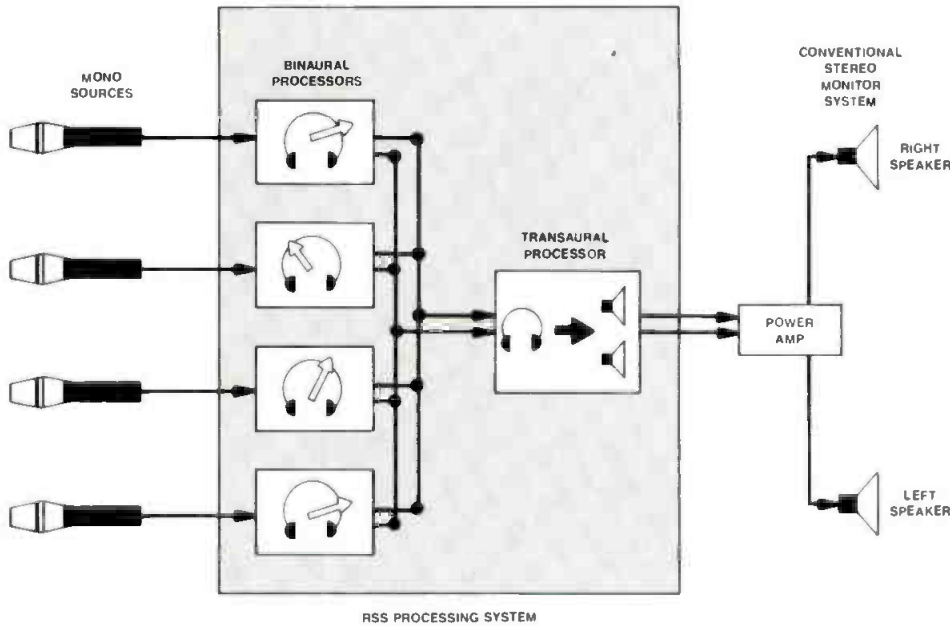 MONO
SOURCES
BINAURAL
PROCESSORS
TRANSAURAL
PROCESSOR
CONVENTIONAL
STEREO
MONITOR
SYSTEM
RIGHT
SPEAKER
POWER
AMP
LEFT
SPEAKER
RSS PROCESSING SYSTEM